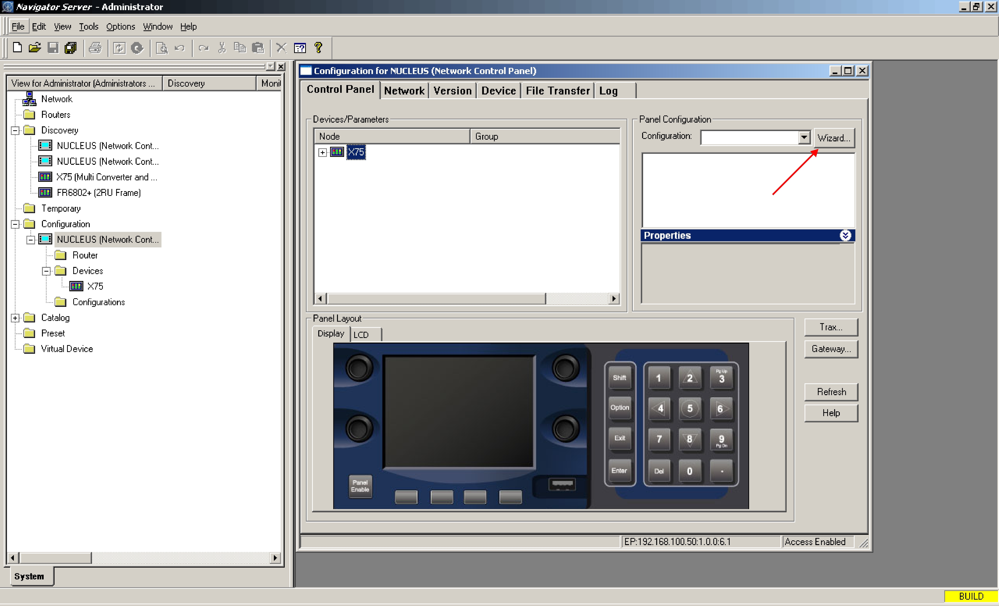 Navigator Server - Administrator
File Edit View Tools Options Window Help
View for Administrator (Administrators ... Discovery Monit
Network
Routers
Discovery
NUCLEUS (Network Cont...
NUCLEUS (Network Cont...
X75 (Multi Converter and ...
FR6802+ (2RU Frame)
Temporary
Configuration
NUCLEUS (Network Cont...
Router
Devices
X75
Configurations
Catalog
Preset
Virtual Device
System
Configuration for NUCLEUS (Network Control Panel)
Control Panel Network Version Device File Transfer Log
Devices/Parameters
Node Group
X75
Panel Configuration
Configuration: Wizard...
Properties
Panel Layout
Display LCD
Shift 1 2 Pg Up 3
Option 4 5 6
Exit 7 8 9 Pg Dn
Enter Del 0 .
Panel
Enable
Trax...
Gateway...
Refresh
Help
EP:192.168.100.50:1.0.0:6.1 Access Enabled
BUILD